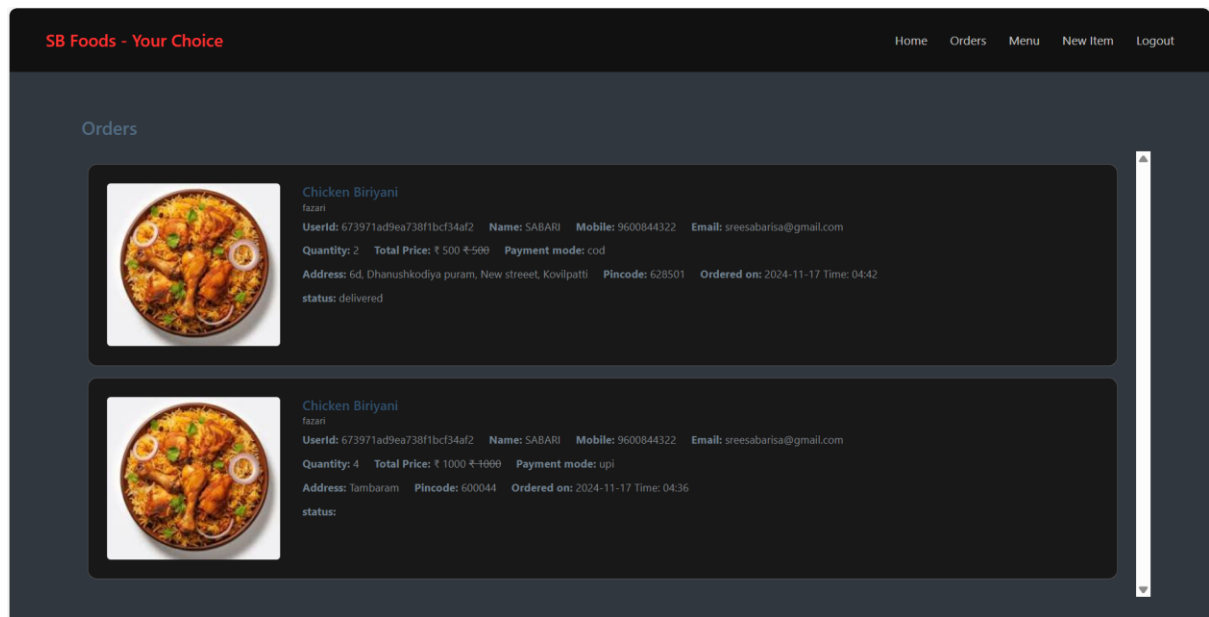 SB Foods - Your Choice
Home Orders Menu New Item Logout
Orders
Chicken Biriyani
fazari
UserId: 673971ad9ea738f1bcf34af2 Name: SABARI Mobile: 9600844322 Email: sreesabarisa@gmail.com
Quantity: 2 Total Price: ₹ 500 ₹ 500 Payment mode: cod
Address: 6d, Dhanushkodiya puram, New streeet, Kovilpatti Pincode: 628501 Ordered on: 2024-11-17 Time: 04:42
status: delivered
Chicken Biriyani
fazari
UserId: 673971ad9ea738f1bcf34af2 Name: SABARI Mobile: 9600844322 Email: sreesabarisa@gmail.com
Quantity: 4 Total Price: ₹ 1000 ₹ 1000 Payment mode: upi
Address: Tambaram Pincode: 600044 Ordered on: 2024-11-17 Time: 04:36
status: